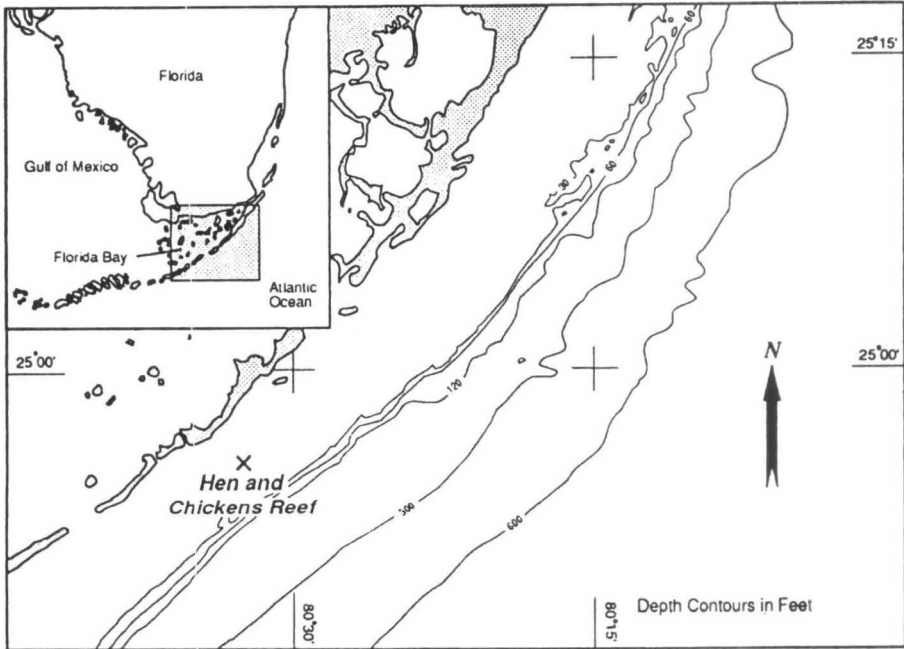 25°15'
Florida
Gulf of Mexico
Florida Bay
Atlantic
Ocean
60
30
60
25°00'
25°00'
120
N
Hen and
Chickens Reef
300
600
80°30'
80°15'
Depth Contours in Feet